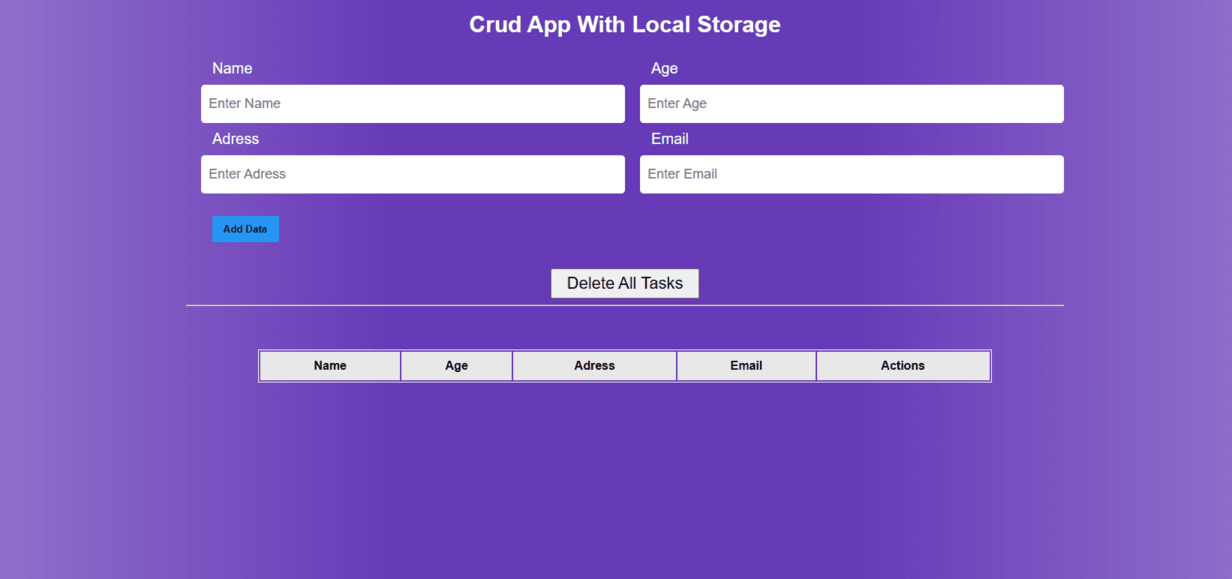 Crud App With Local Storage
Name Age
Enter Name Enter Age
Adress Email
Enter Adress Enter Email
Add Data
Delete All Tasks
Name Age Adress Email Actions